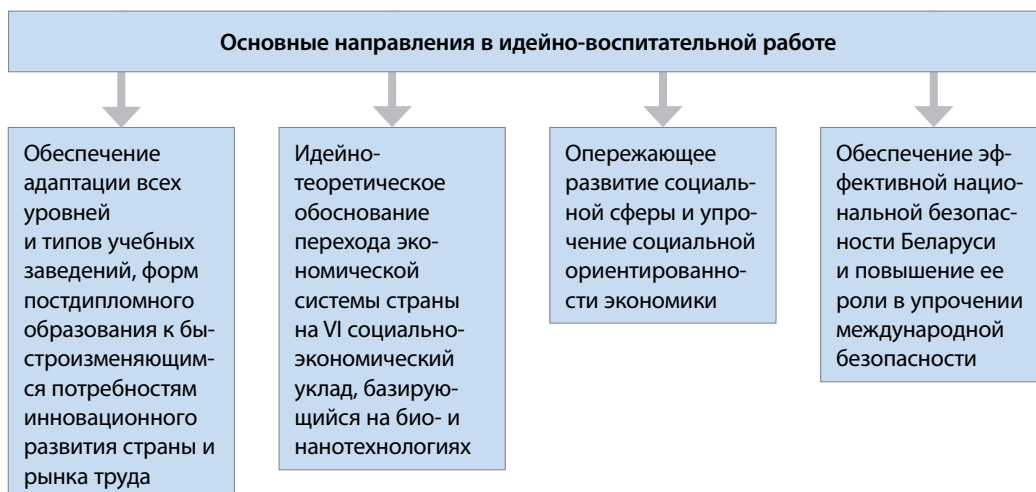 Основные направления в идейно-воспитательной работе
Обеспечение
адаптации всех
уровней
и типов учебных
заведений, форм
постдипломного
образования к бы-
строизменяющим-
ся потребностям
инновационного
развития страны и
рынка труда
Идейно-
теоретическое
обоснование
перехода эко-
номической
системы страны
на VI социально-
экономический
уклад, базирую-
щийся на био- и
нанотехнологиях
Опережающее
развитие социаль-
ной сферы и упро-
чение социальной
ориентированно-
сти экономики
Обеспечение эф-
фективной нацио-
нальной безопас-
ности Беларуси
и повышение ее
роли в упрочении
международной
безопасности